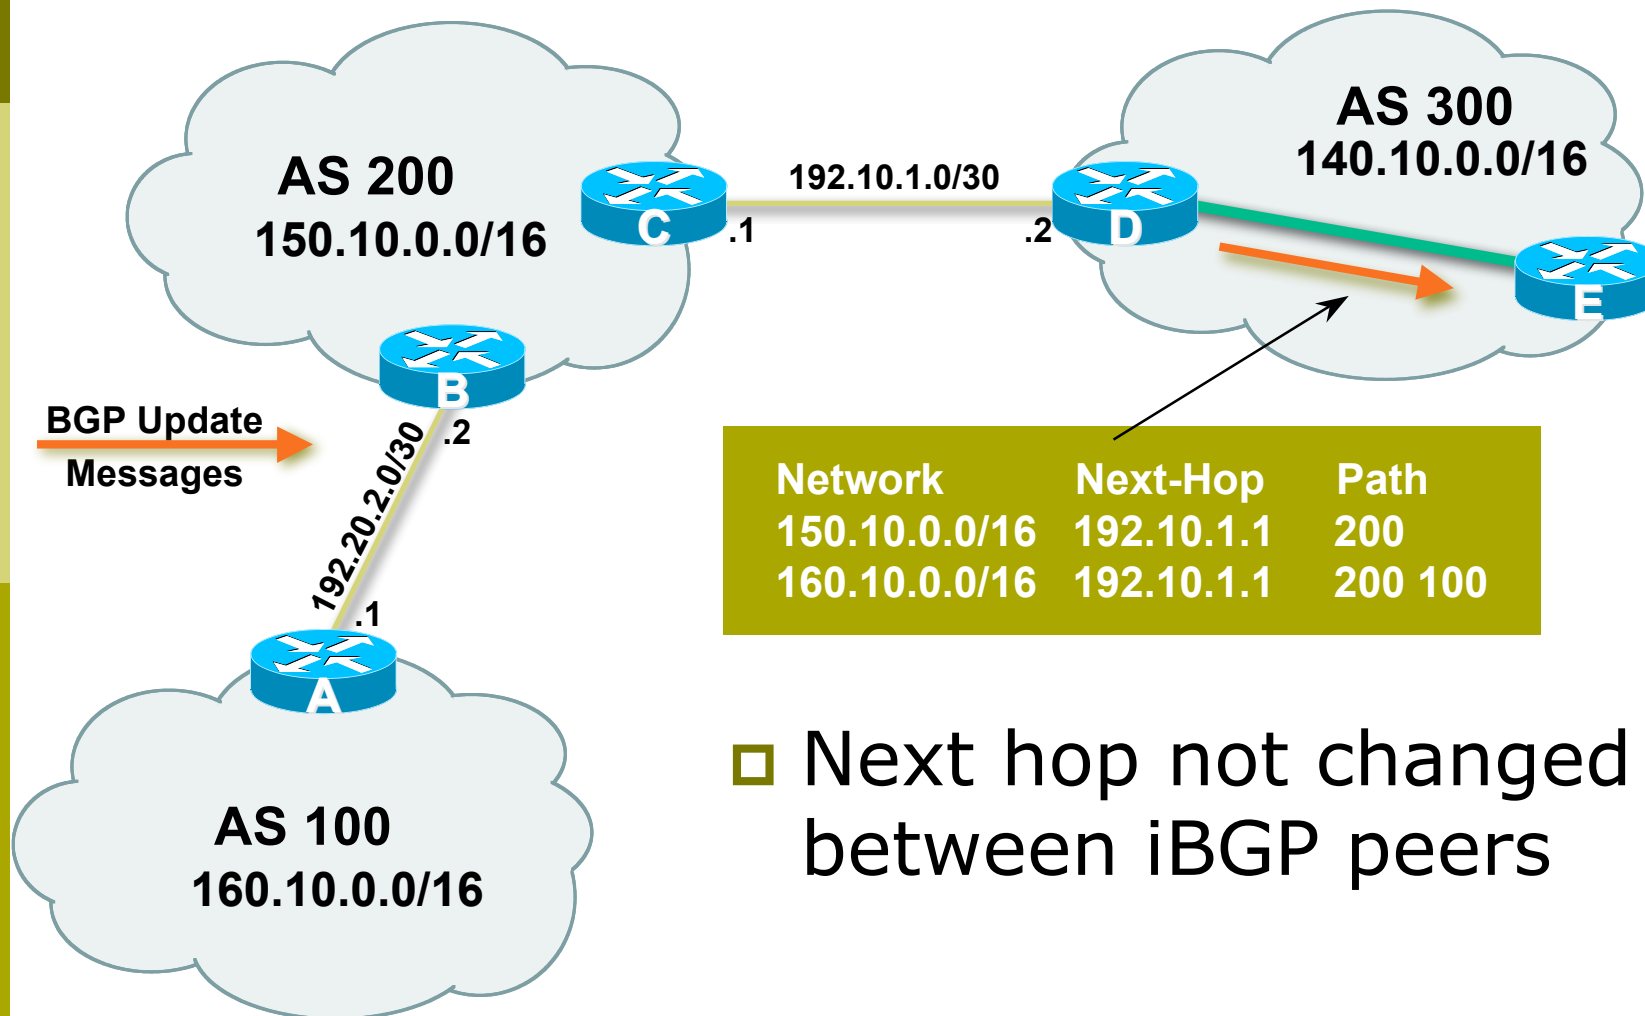 AS 200
150.10.0.0/16
C
.1
192.10.1.0/30
.2
D
AS 300
140.10.0.0/16
E
B
.2
BGP Update
Messages
192.20.2.0/30
.1
A
AS 100
160.10.0.0/16
Network Next-Hop Path
150.10.0.0/16 192.10.1.1 200
160.10.0.0/16 192.10.1.1 200 100
Next hop not changed
between iBGP peers